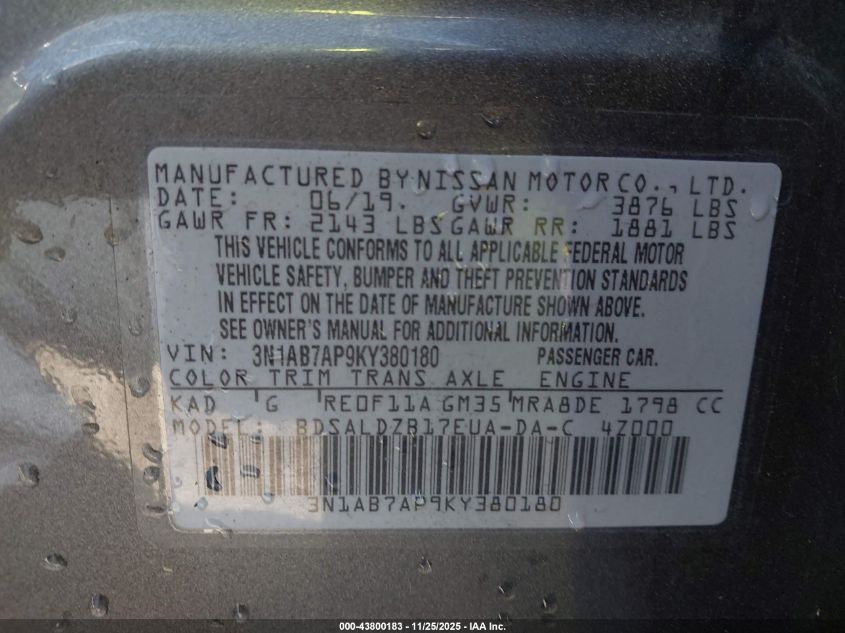 MANUFACTURED BY NISSAN MOTOR CO., LTD.
DATE: 06/19. GVWR: 3876 LBS
GAWR FR: 2143 LBS GAWR RR: 1881 LBS
THIS VEHICLE CONFORMS TO ALL APPLICABLE FEDERAL MOTOR
VEHICLE SAFETY, BUMPER AND THEFT PREVENTION STANDARDS
IN EFFECT ON THE DATE OF MANUFACTURE SHOWN ABOVE.
SEE OWNER'S MANUAL FOR ADDITIONAL INFORMATION.
VIN: 3N1AB7AP9KY380180 PASSENGER CAR.
COLOR TRIM TRANS AXLE ENGINE
KAD G RE0F11A GM35 MRA8DE 1798 CC
MODEL: BDSALDZB17EUA-DA-C 4Z000
3N1AB7AP9KY380180
000-43800183 - 11/25/2025 - IAA Inc.